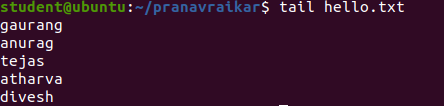 student@ubuntu:~/pranavraikar$ tail hello.txt
gaurang
anurag
tejas
atharva
divesh